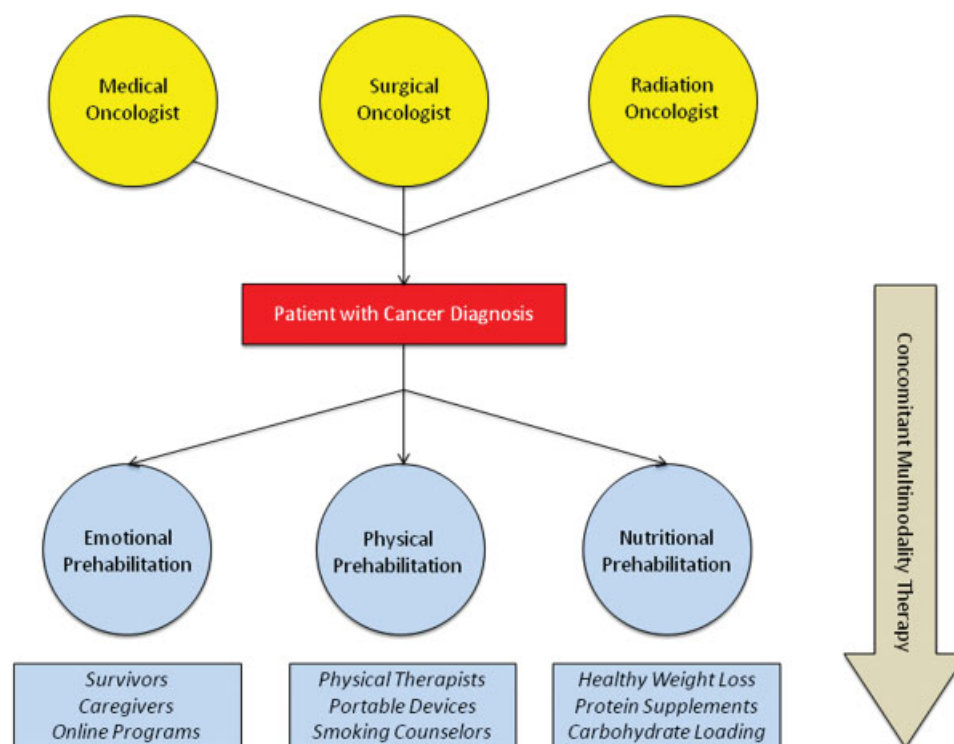 Medical
Oncologist
Surgical
Oncologist
Radiation
Oncologist
Patient with Cancer Diagnosis
Concomitant Multimodality Therapy
Emotional
Prehabilitation
Physical
Prehabilitation
Nutritional
Prehabilitation
Survivors
Caregivers
Online Programs
Physical Therapists
Portable Devices
Smoking Counselors
Healthy Weight Loss
Protein Supplements
Carbohydrate Loading